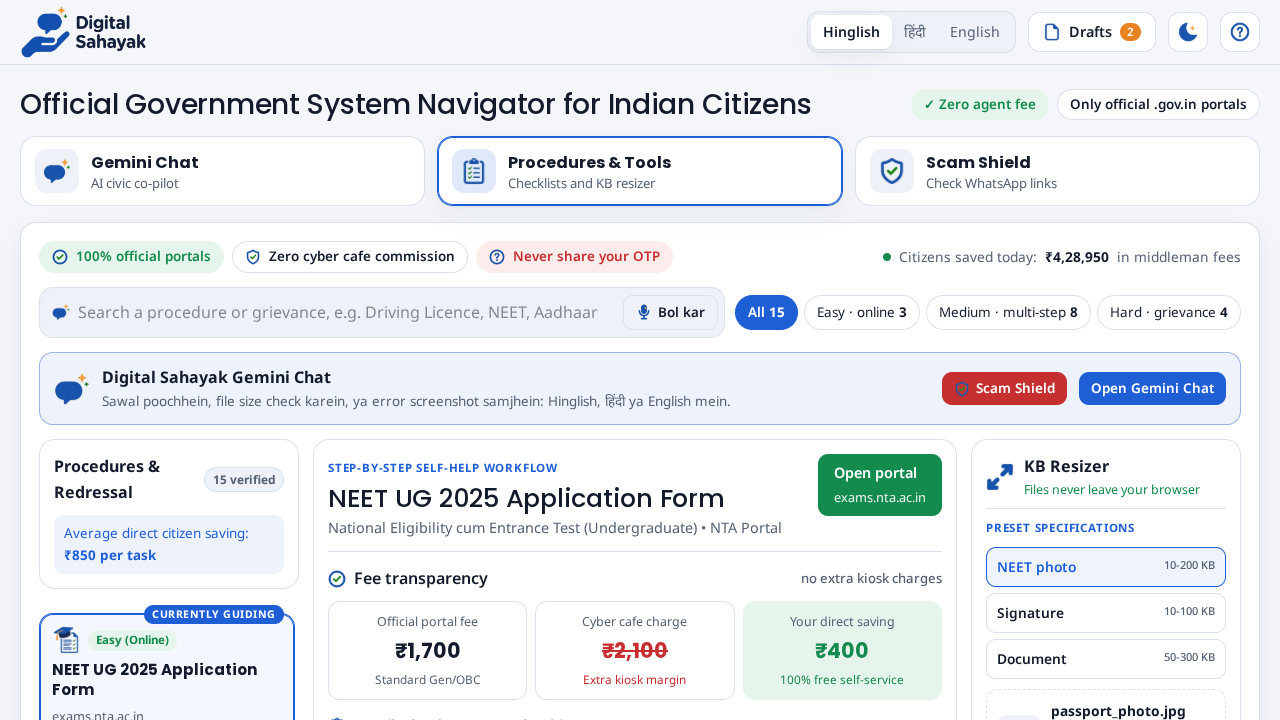 Digital
Sahayak
Hinglish
हिंदी
English
Drafts 2
Official Government System Navigator for Indian Citizens
✓ Zero agent fee
Only official .gov.in portals
Gemini Chat
AI civic co-pilot
Procedures & Tools
Checklists and KB resizer
Scam Shield
Check WhatsApp links
100% official portals
Zero cyber cafe commission
Never share your OTP
Citizens saved today: ₹4,28,950 in middleman fees
Search a procedure or grievance, e.g. Driving Licence, NEET, Aadhaar
Bol kar
All 15
Easy · online 3
Medium · multi-step 8
Hard · grievance 4
Digital Sahayak Gemini Chat
Sawal poochhein, file size check karein, ya error screenshot samjhein: Hinglish, हिंदी ya English mein.
Scam Shield
Open Gemini Chat
Procedures &
Redressal
15 verified
Average direct citizen saving:
₹850 per task
CURRENTLY GUIDING
Easy (Online)
NEET UG 2025 Application
Form
exams.nta.ac.in
STEP-BY-STEP SELF-HELP WORKFLOW
NEET UG 2025 Application Form
National Eligibility cum Entrance Test (Undergraduate) • NTA Portal
Open portal
exams.nta.ac.in
Fee transparency
no extra kiosk charges
Official portal fee
₹1,700
Standard Gen/OBC
Cyber cafe charge
₹2,100
Extra kiosk margin
Your direct saving
₹400
100% free self-service
KB Resizer
Files never leave your browser
PRESET SPECIFICATIONS
NEET photo 10-200 KB
Signature 10-100 KB
Document 50-300 KB
passport_photo.jpg